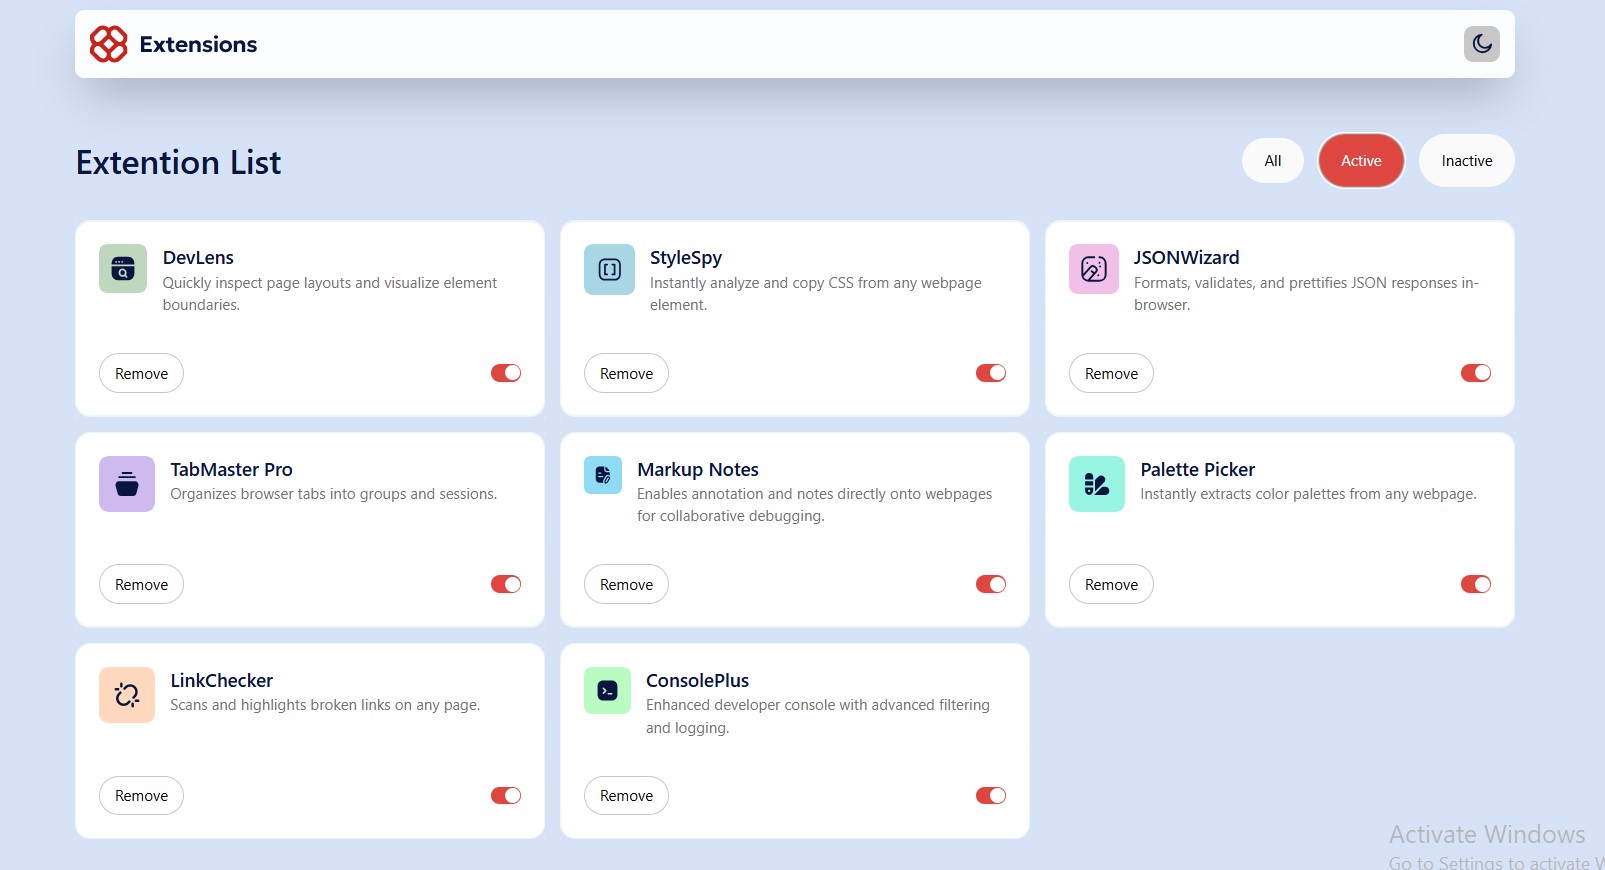 Extensions
Extention List
All
Active
Inactive
DevLens
Quickly inspect page layouts and visualize element
boundaries.
Remove
StyleSpy
Instantly analyze and copy CSS from any webpage
element.
Remove
JSONWizard
Formats, validates, and prettifies JSON responses in-
browser.
Remove
TabMaster Pro
Organizes browser tabs into groups and sessions.
Remove
Markup Notes
Enables annotation and notes directly onto webpages
for collaborative debugging.
Remove
Palette Picker
Instantly extracts color palettes from any webpage.
Remove
LinkChecker
Scans and highlights broken links on any page.
Remove
ConsolePlus
Enhanced developer console with advanced filtering
and logging.
Remove
Activate Windows
Go to Settings to activate